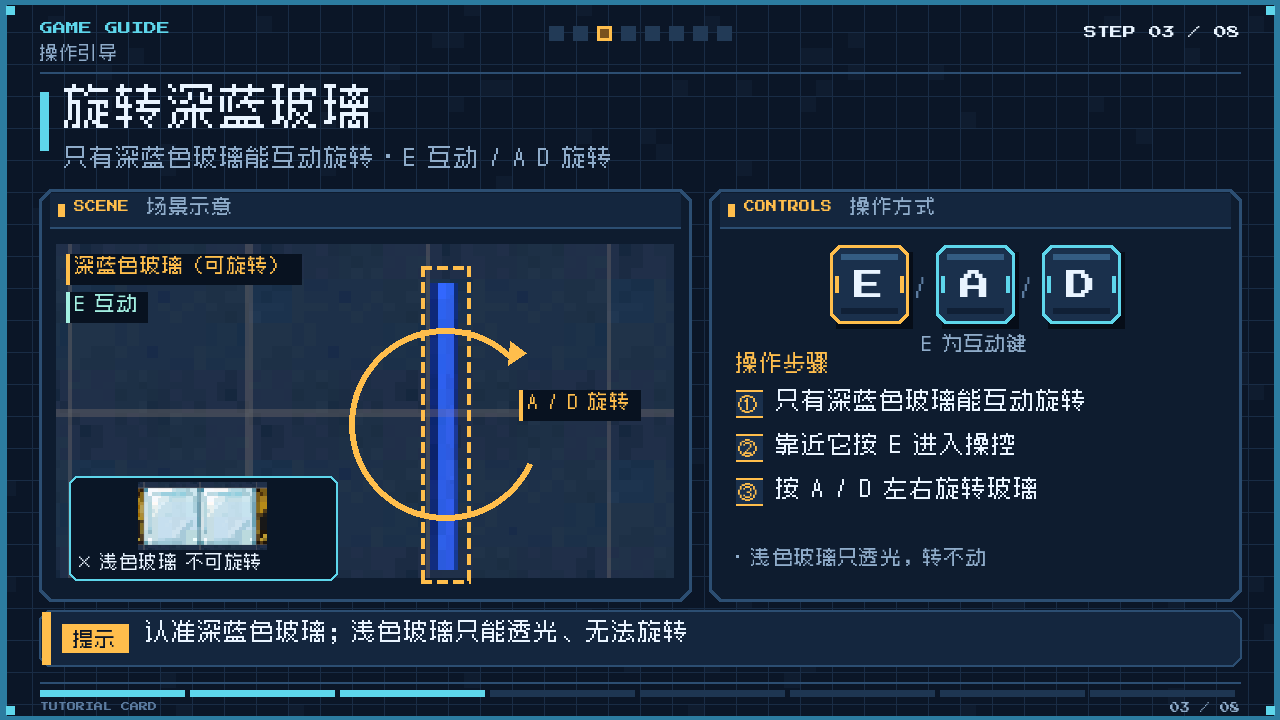 GAME GUIDE
操作引导
STEP 03 / 08
旋转深蓝玻璃
只有深蓝色玻璃能互动旋转 · E 互动 / A D 旋转
SCENE 场景示意
深蓝色玻璃（可旋转）
E 互动
A / D 旋转
× 浅色玻璃 不可旋转
CONTROLS 操作方式
E / A / D
E 为互动键
操作步骤
① 只有深蓝色玻璃能互动旋转
② 靠近它按 E 进入操控
③ 按 A / D 左右旋转玻璃
· 浅色玻璃只透光，转不动
提示 认准深蓝色玻璃；浅色玻璃只能透光、无法旋转
TUTORIAL CARD
03 / 08